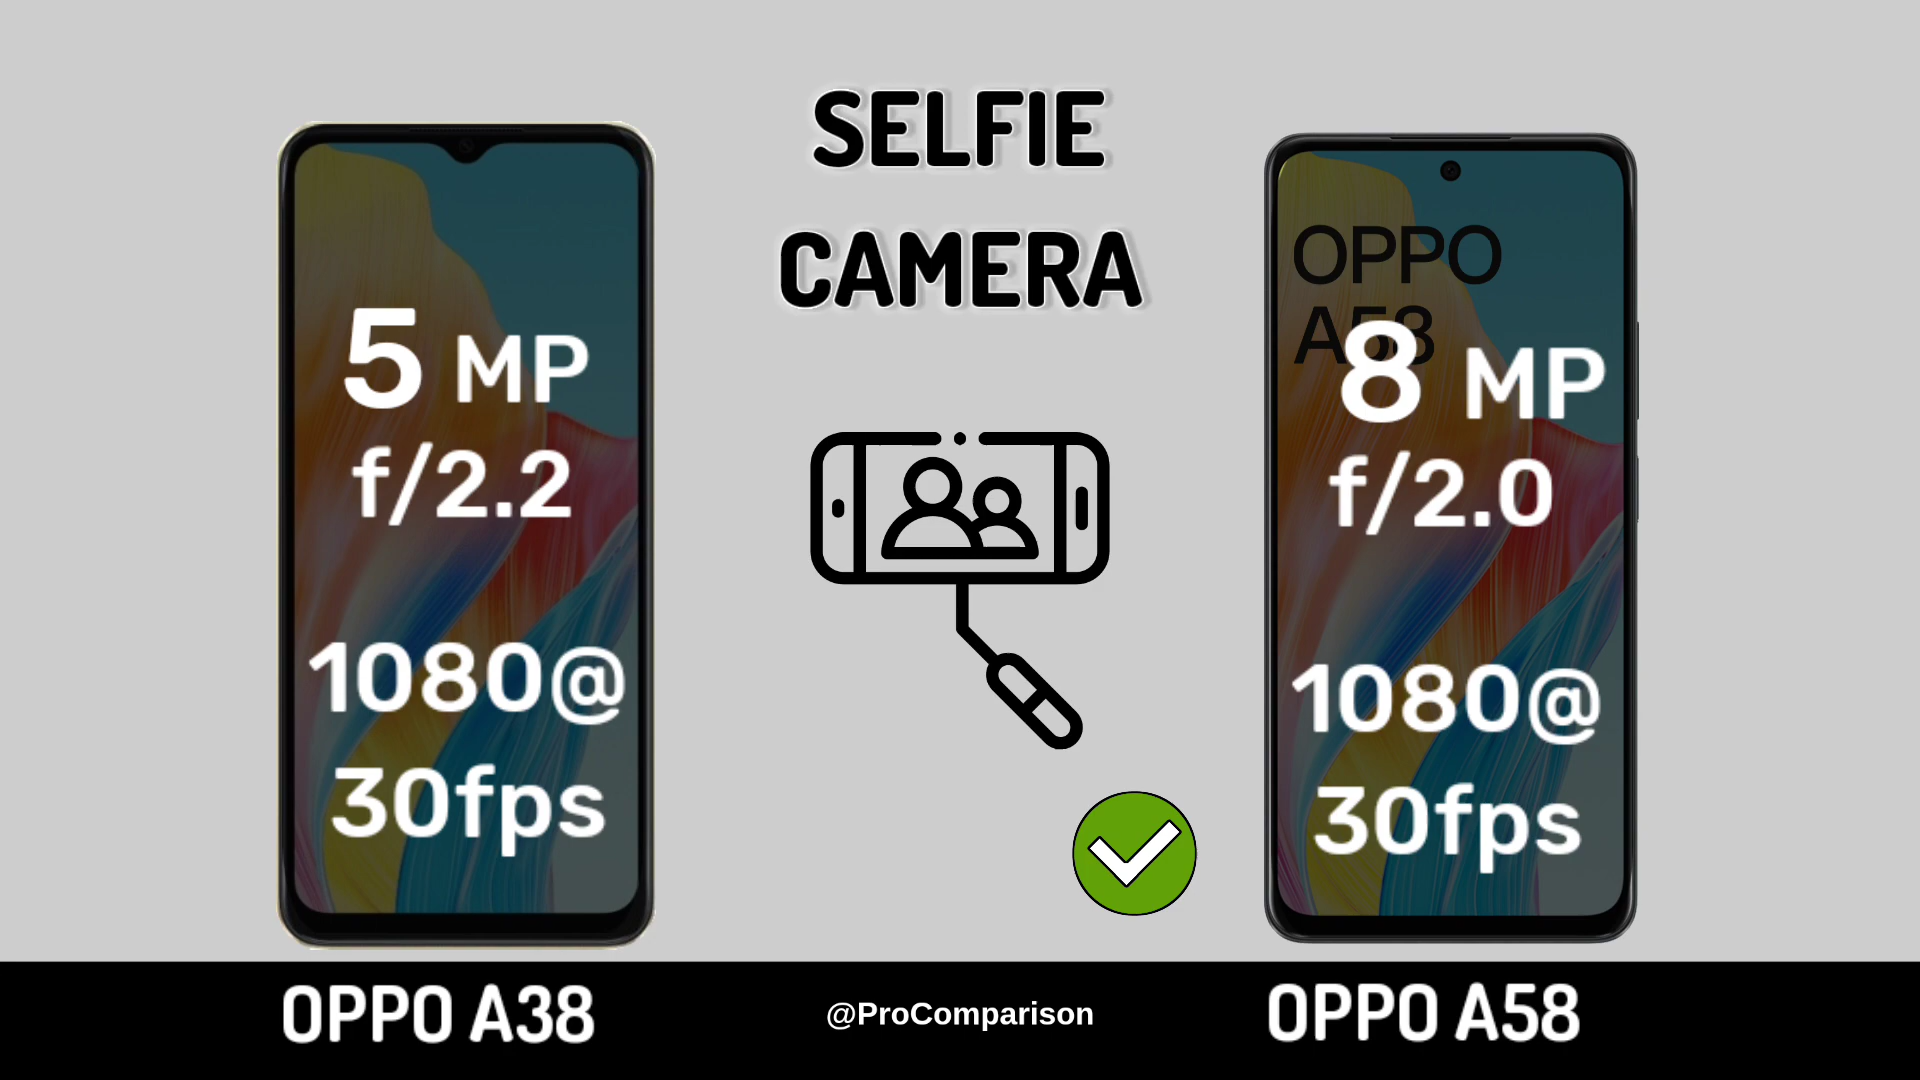 SELFIE
CAMERA
5 MP
f/2.2
1080@
30fps
OPPO
A58
8 MP
f/2.0
1080@
30fps
OPPO A38
@ProComparison
OPPO A58